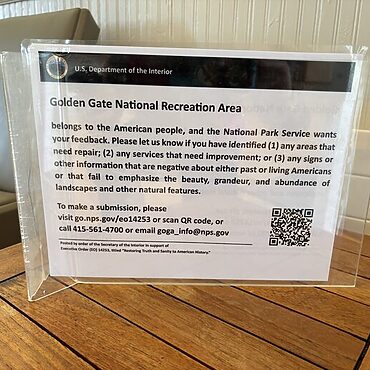 U.S. Department of the Interior
Golden Gate National Recreation Area
belongs to the American people, and the National Park Service wants
your feedback. Please let us know if you have identified (1) any areas that
need repair; (2) any services that need improvement; or (3) any signs or
other information that are negative about either past or living Americans
or that fail to emphasize the beauty, grandeur, and abundance of
landscapes and other natural features.
To make a submission, please
visit go.nps.gov/eo14253 or scan QR code, or
call 415-561-4700 or email goga_info@nps.gov
Posted by order of the Secretary of the Interior in support of
Executive Order (EO) 14253, titled "Restoring Truth and Sanity to American History."